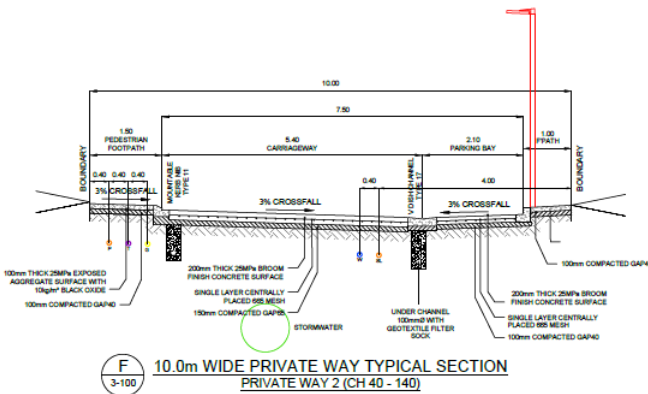 10.00
7.50
1.50
PEDESTRIAN
FOOTPATH
5.40
CARRIAGEWAY
2.10
PARKING BAY
1.00
F'PATH
BOUNDARY
BOUNDARY
0.40 0.40 0.40
MOUNTABLE
KERB NIB
TYPE 11
0.40
V DISH CHANNEL
TYPE 17
4.00
3% CROSSFALL
3% CROSSFALL
3% CROSSFALL
100mm THICK 25MPa EXPOSED
AGGREGATE SURFACE WITH
10kg/m³ BLACK OXIDE
100mm COMPACTED GAP40
200mm THICK 25MPa BROOM
FINISH CONCRETE SURFACE
SINGLE LAYER CENTRALLY
PLACED 665 MESH
150mm COMPACTED GAP65
STORMWATER
UNDER CHANNEL
100mmØ WITH
GEOTEXTILE FILTER
SOCK
100mm COMPACTED GAP4
200mm THICK 25MPa BROOM
FINISH CONCRETE SURFACE
SINGLE LAYER CENTRALLY
PLACED 665 MESH
100mm COMPACTED GAP40
F
3-100
10.0m WIDE PRIVATE WAY TYPICAL SECTION
PRIVATE WAY 2 (CH 40 - 140)